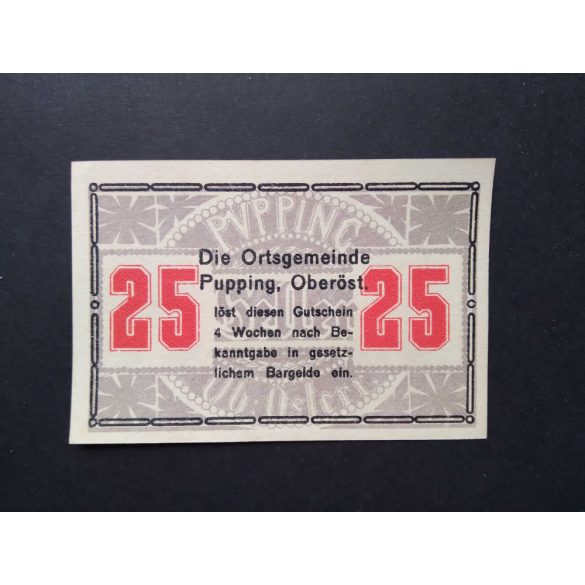 PVPPING
Die Ortsgemeinde
Pupping, Oberöst.
25
25
löst diesen Gutschein
4 Wochen nach Be-
kanntgabe in gesetz-
lichem Bargelde ein.